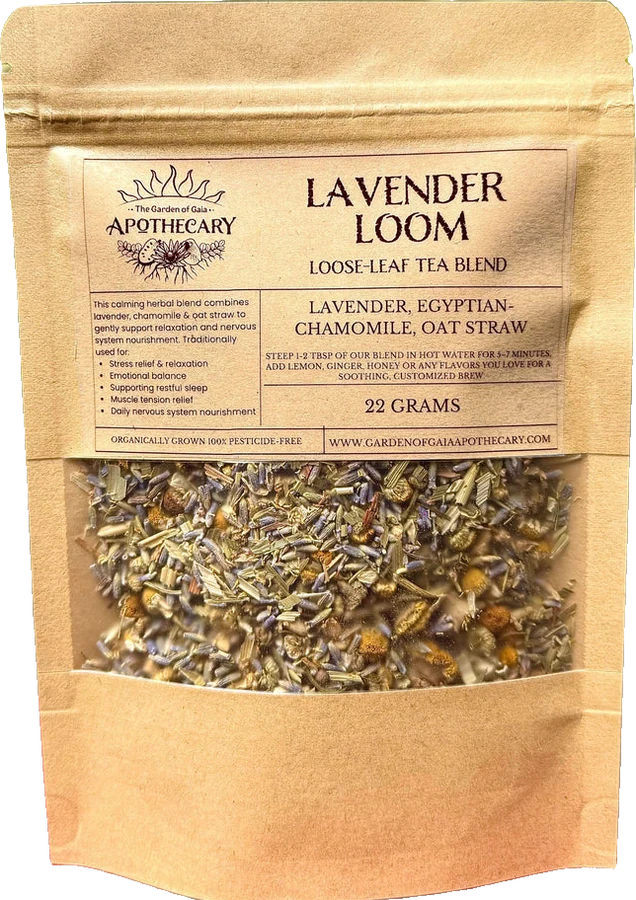 The Garden of Gaia
APOTHECARY
LAVENDER
LOOM
LOOSE-LEAF TEA BLEND
This calming herbal blend combines
lavender, chamomile & oat straw to
gently support relaxation and nervous
system nourishment. Traditionally
used for:
• Stress relief & relaxation
• Emotional balance
• Supporting restful sleep
• Muscle tension relief
• Daily nervous system nourishment
LAVENDER, EGYPTIAN-
CHAMOMILE, OAT STRAW
STEEP 1-2 TBSP OF OUR BLEND IN HOT WATER FOR 5-7 MINUTES.
ADD LEMON, GINGER, HONEY OR ANY FLAVORS YOU LOVE FOR A
SOOTHING, CUSTOMIZED BREW.
22 GRAMS
ORGANICALLY GROWN 100% PESTICIDE-FREE
WWW.GARDENOFGAIAAPOTHECARY.COM